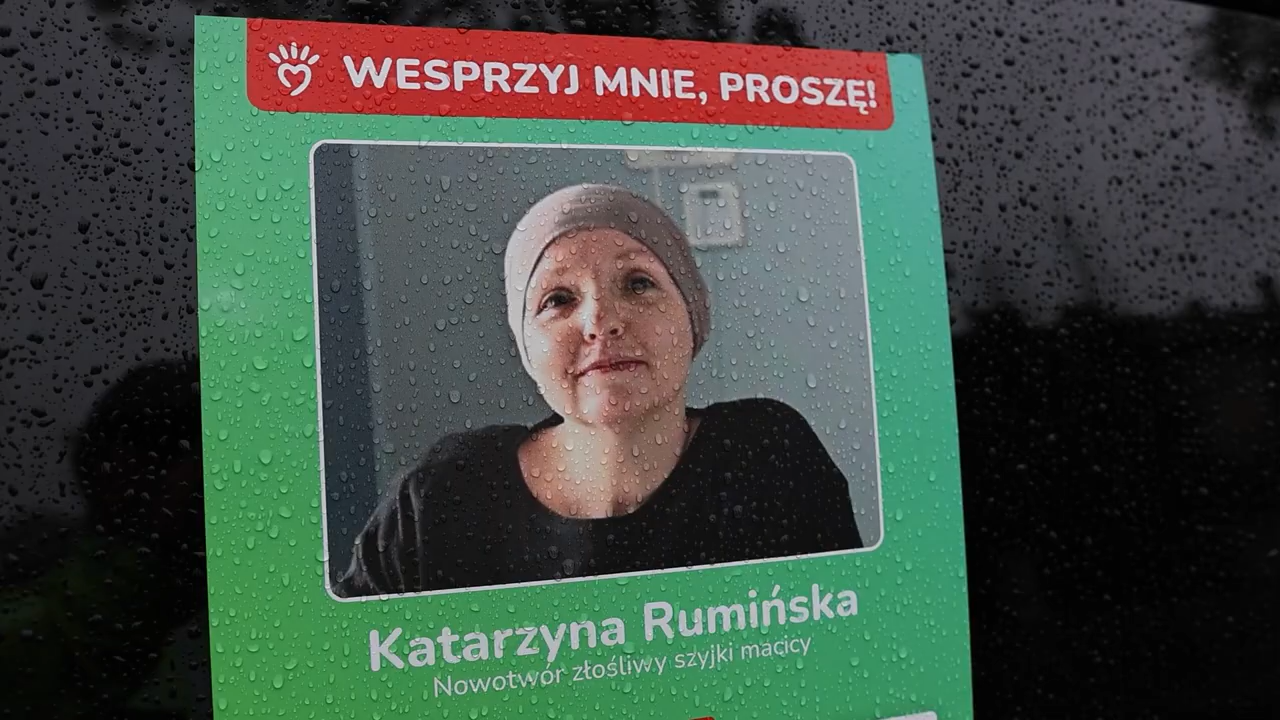 WESPRZYJ MNIE, PROSZĘ!
Katarzyna Rumińska
Nowotwór złośliwy szyjki macicy